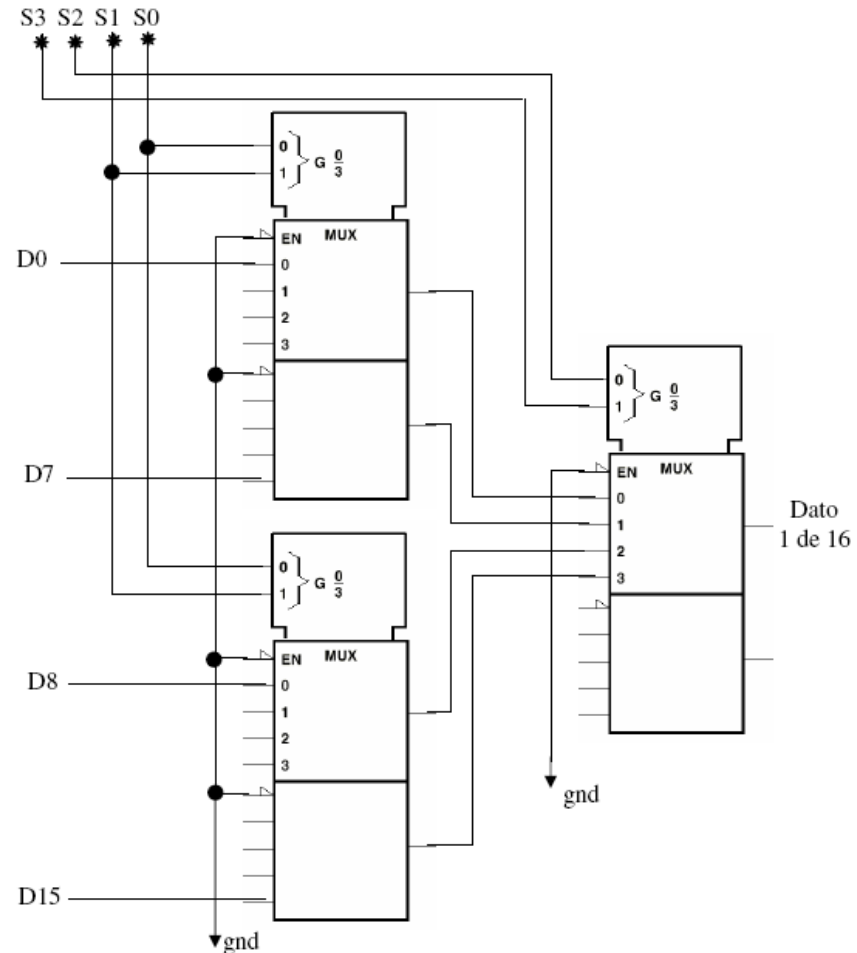 S3 S2 S1 S0
0
1
G 0/3
EN MUX
0
1
2
3
D0
D7
0
1
G 0/3
EN MUX
0
1
2
3
Dato
1 de 16
gnd
0
1
G 0/3
EN MUX
0
1
2
3
D8
D15
gnd